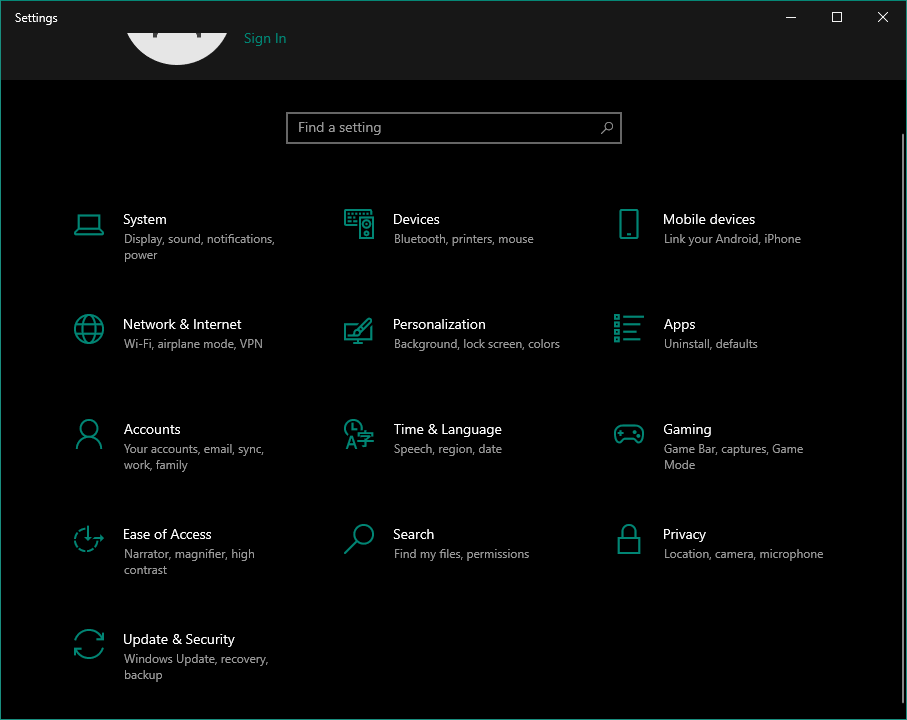 Settings
Sign In
Find a setting
System
Display, sound, notifications,
power
Devices
Bluetooth, printers, mouse
Mobile devices
Link your Android, iPhone
Network & Internet
Wi-Fi, airplane mode, VPN
Personalization
Background, lock screen, colors
Apps
Uninstall, defaults
Accounts
Your accounts, email, sync,
work, family
Time & Language
Speech, region, date
Gaming
Game Bar, captures, Game
Mode
Ease of Access
Narrator, magnifier, high
contrast
Search
Find my files, permissions
Privacy
Location, camera, microphone
Update & Security
Windows Update, recovery,
backup